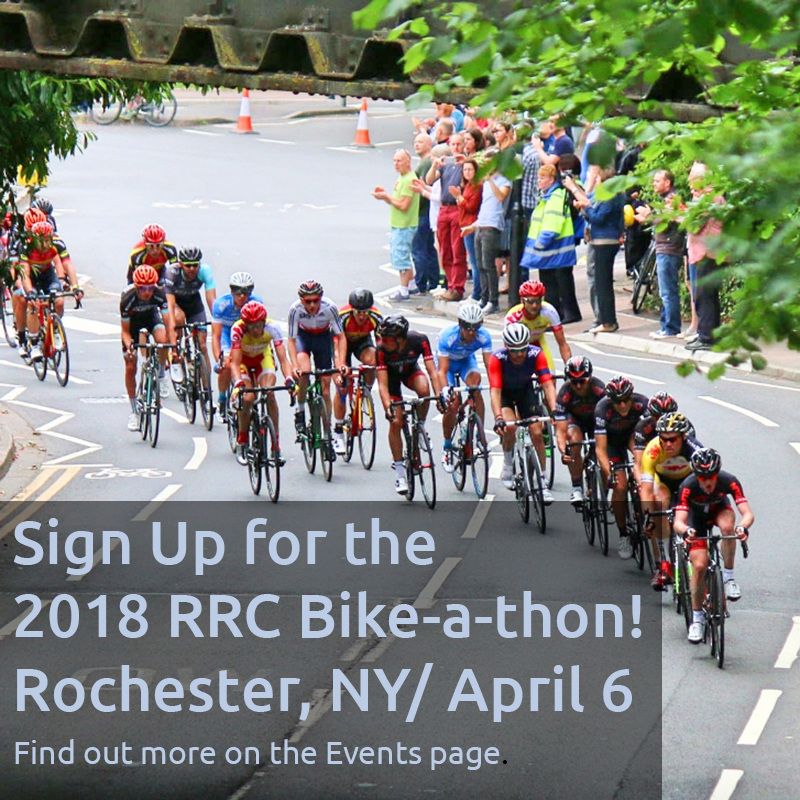 Sign Up for the
2018 RRC Bike-a-thon!
Rochester, NY/ April 6
Find out more on the Events page.